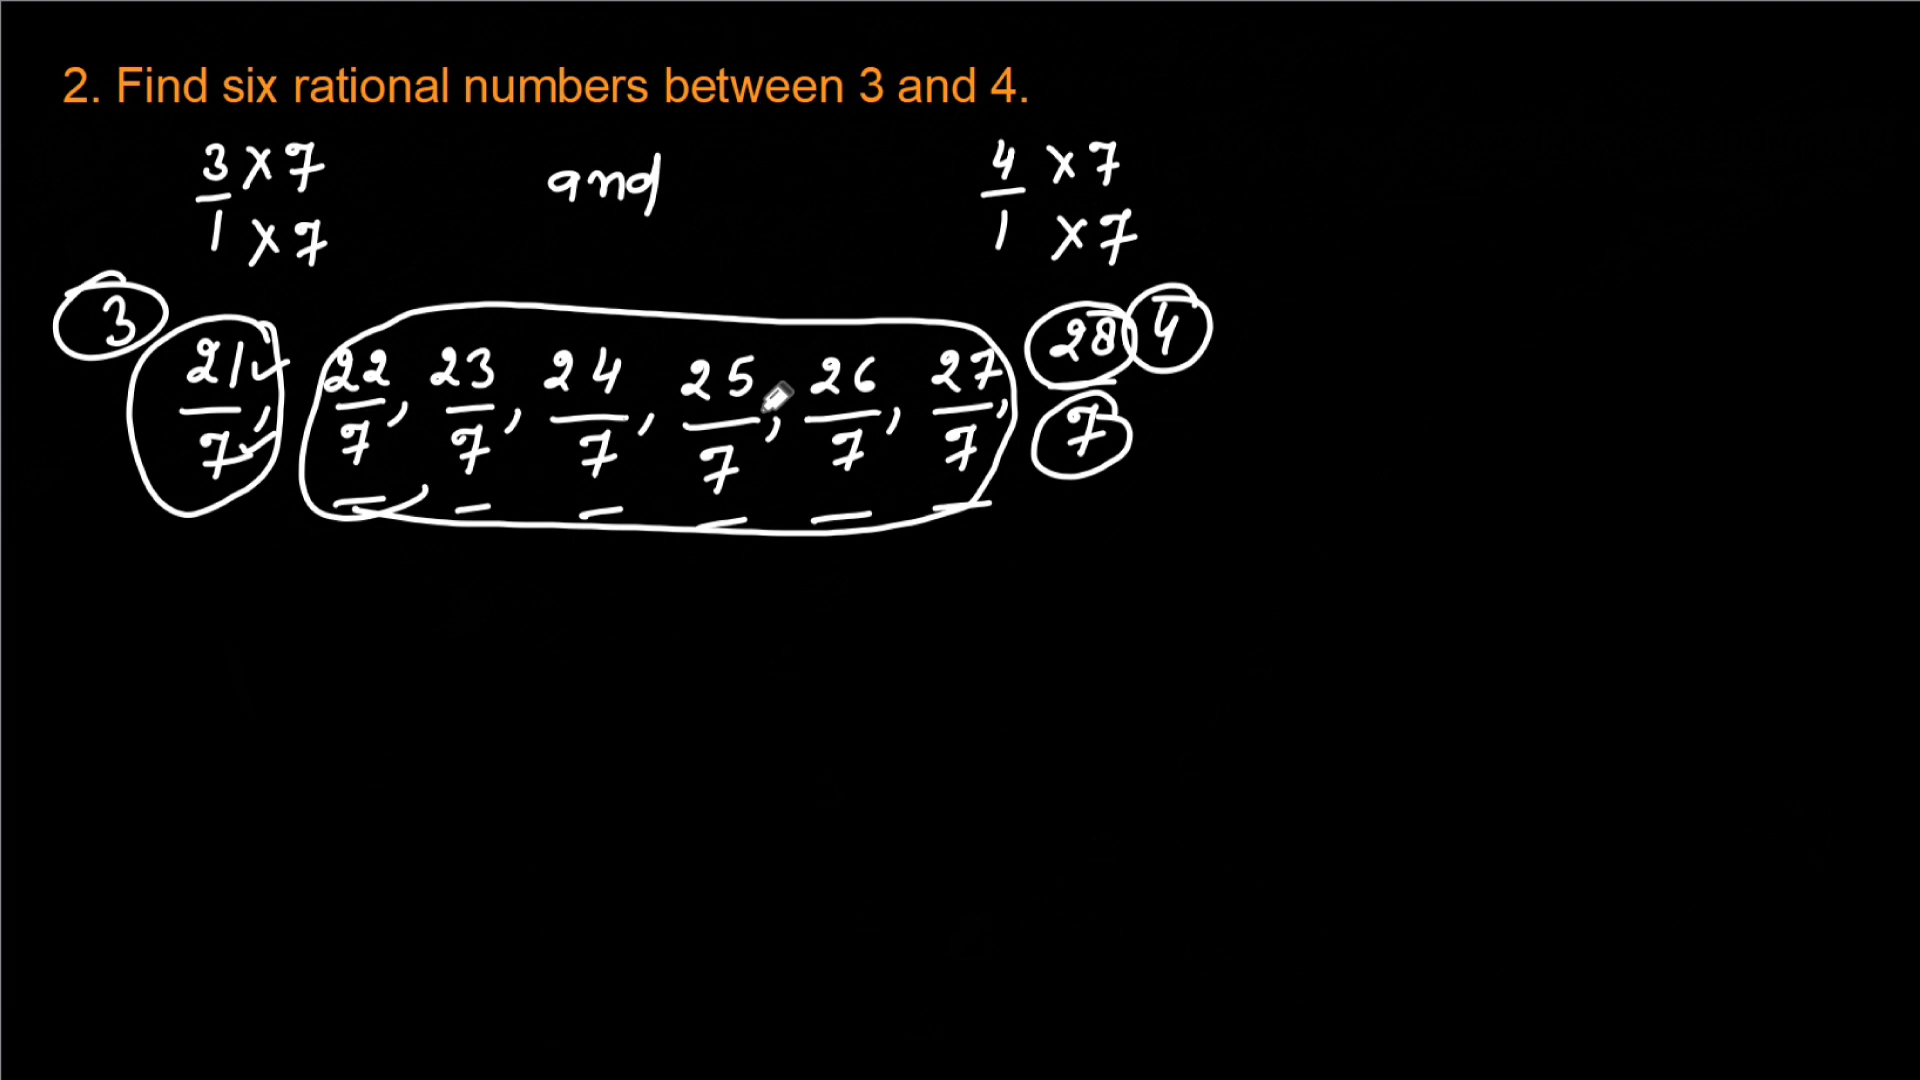 2. Find six rational numbers between 3 and 4.
3 × 7 and 4 × 7
1 × 7 1 × 7
3 21 22 23 24 25 26 27 28 4
7, 7, 7, 7, 7, 7, 7, 7